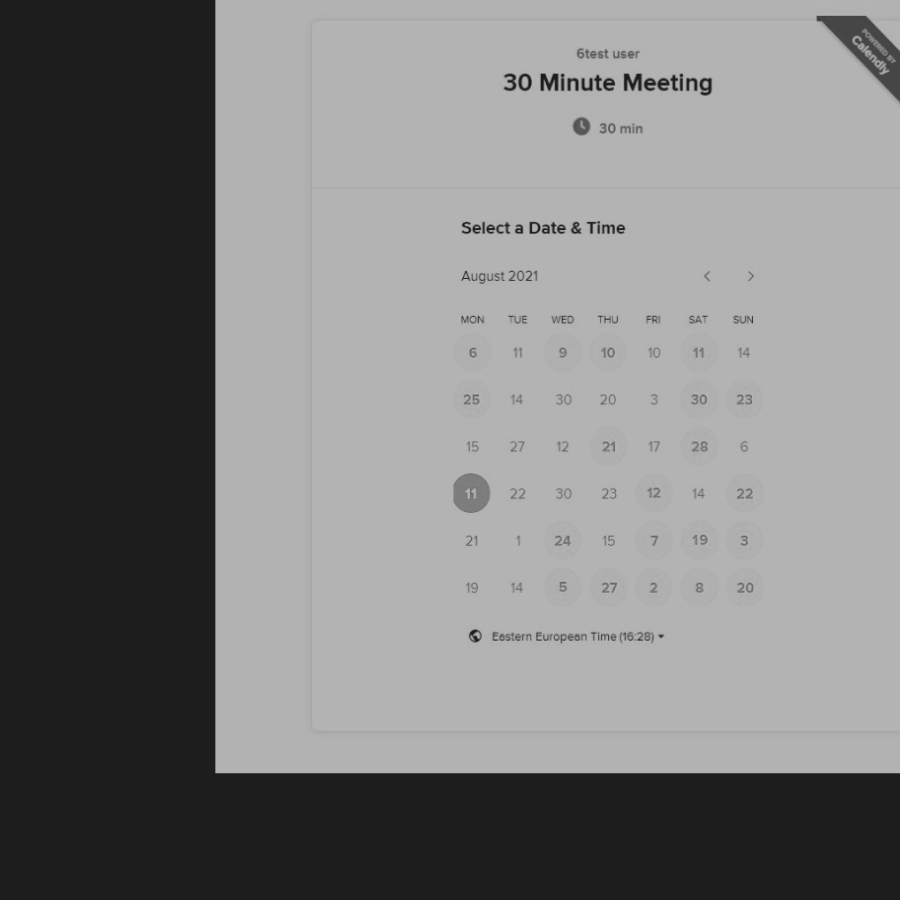 POWERED BY
Calendly
6test user
30 Minute Meeting
30 min
Select a Date & Time
August 2021
MON TUE WED THU FRI SAT SUN
6 11 9 10 10 11 14
25 14 30 20 3 30 23
15 27 12 21 17 28 6
11 22 30 23 12 14 22
21 1 24 15 7 19 3
19 14 5 27 2 8 20
Eastern European Time (16:28)